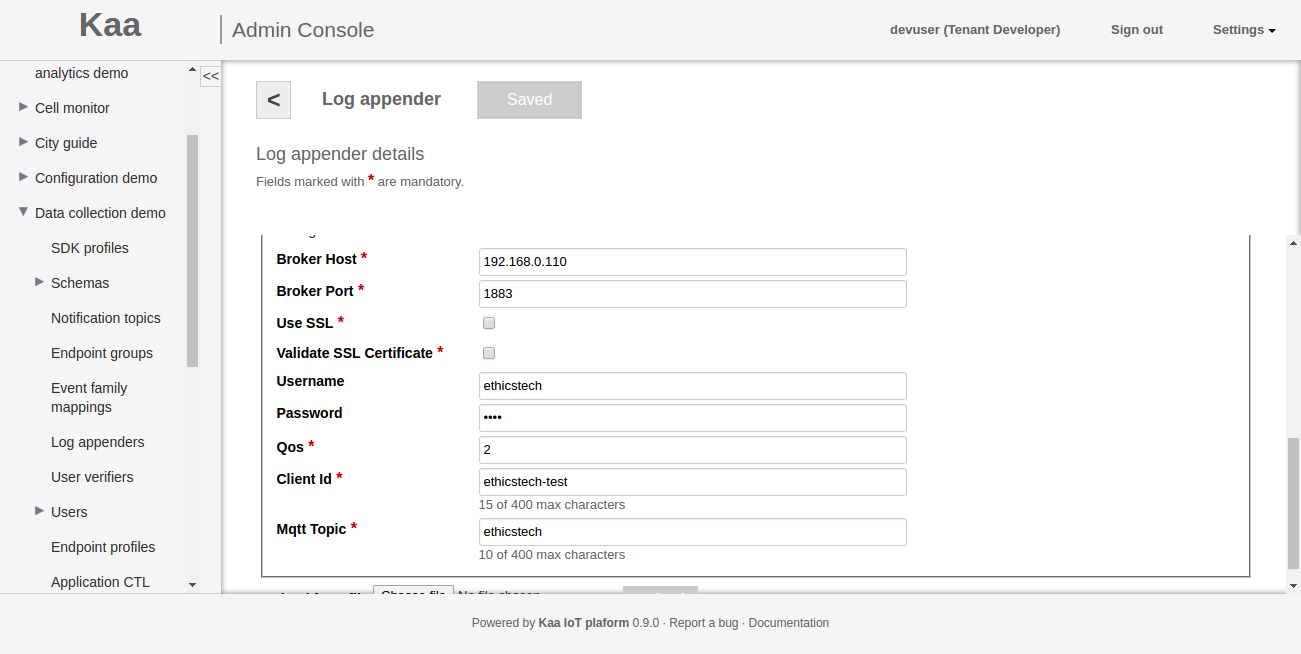 Kaa
Admin Console
devuser (Tenant Developer)
Sign out
Settings
analytics demo
Cell monitor
City guide
Configuration demo
Data collection demo
SDK profiles
Schemas
Notification topics
Endpoint groups
Event family
mappings
Log appenders
User verifiers
Users
Endpoint profiles
Application CTL
<<
<
Log appender
Saved
Log appender details
Fields marked with * are mandatory.
Broker Host * 192.168.0.110
Broker Port * 1883
Use SSL *
Validate SSL Certificate *
Username ethicstech
Password ••••
Qos * 2
Client Id * ethicstech-test
15 of 400 max characters
Mqtt Topic * ethicstech
10 of 400 max characters
Choose file No file chosen
Powered by Kaa IoT plaform 0.9.0 · Report a bug · Documentation